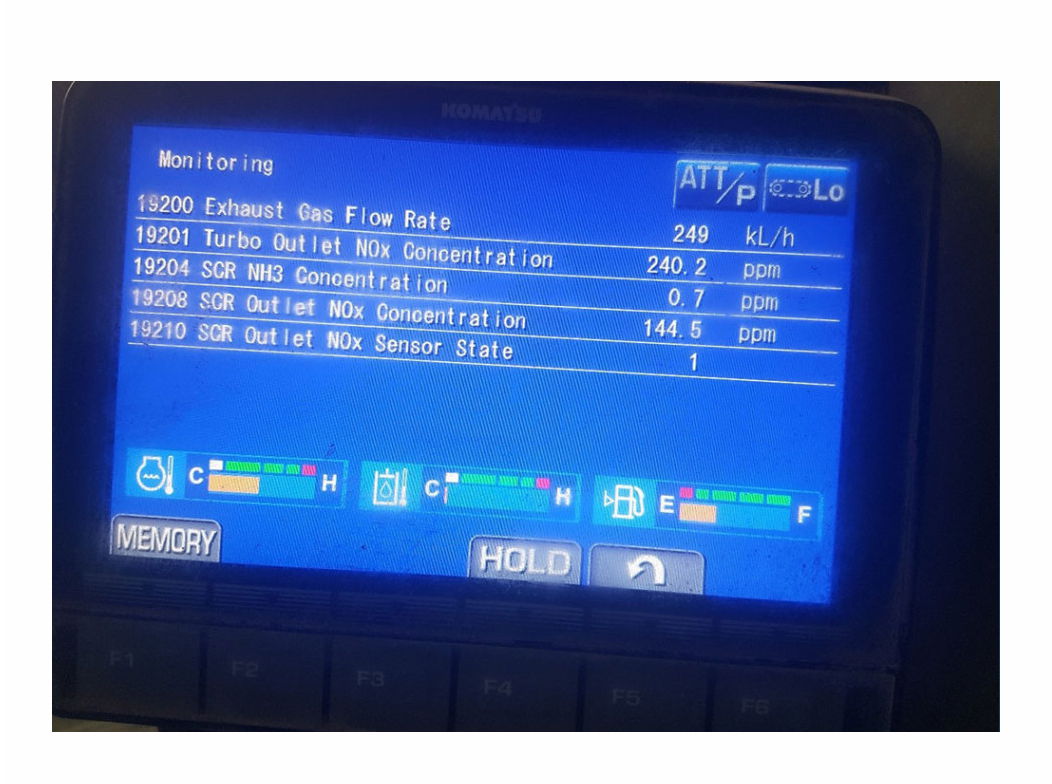 KOMATSU
Monitoring
ATT/P
Lo
19200 Exhaust Gas Flow Rate 249 kL/h
19201 Turbo Outlet NOx Concentration 240.2 ppm
19204 SCR NH3 Concentration 0.7 ppm
19208 SCR Outlet NOx Concentration 144.5 ppm
19210 SCR Outlet NOx Sensor State 1
C H C H E F
MEMORY HOLD
F1 F2 F3 F4 F5 F6